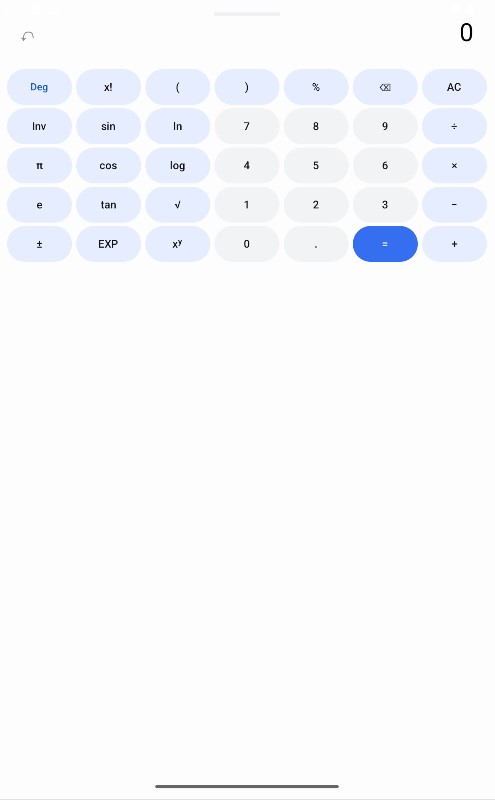 0
Deg x! ( ) % ⌫ AC
Inv sin ln 7 8 9 ÷
π cos log 4 5 6 ×
e tan √ 1 2 3 −
± EXP xʸ 0 . = +